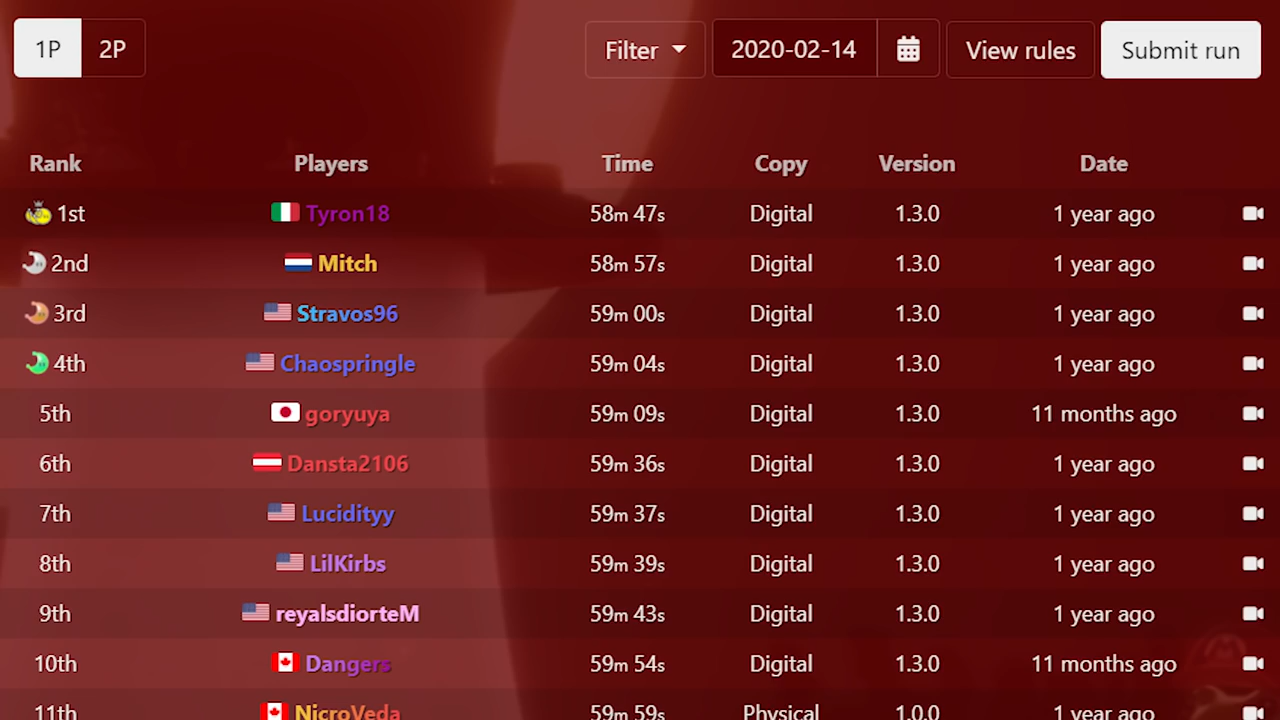 1P 2P Filter 2020-02-14 View rules Submit run
Rank Players Time Copy Version Date
1st Tyron18 58m 47s Digital 1.3.0 1 year ago
2nd Mitch 58m 57s Digital 1.3.0 1 year ago
3rd Stravos96 59m 00s Digital 1.3.0 1 year ago
4th Chaospringle 59m 04s Digital 1.3.0 1 year ago
5th goryuya 59m 09s Digital 1.3.0 11 months ago
6th Dansta2106 59m 36s Digital 1.3.0 1 year ago
7th Lucidityy 59m 37s Digital 1.3.0 1 year ago
8th LilKirbs 59m 39s Digital 1.3.0 1 year ago
9th reyalsdiorteM 59m 43s Digital 1.3.0 1 year ago
10th Dangers 59m 54s Digital 1.3.0 11 months ago
11th NicroVeda 59m 59s Physical 1.0.0 1 year ago